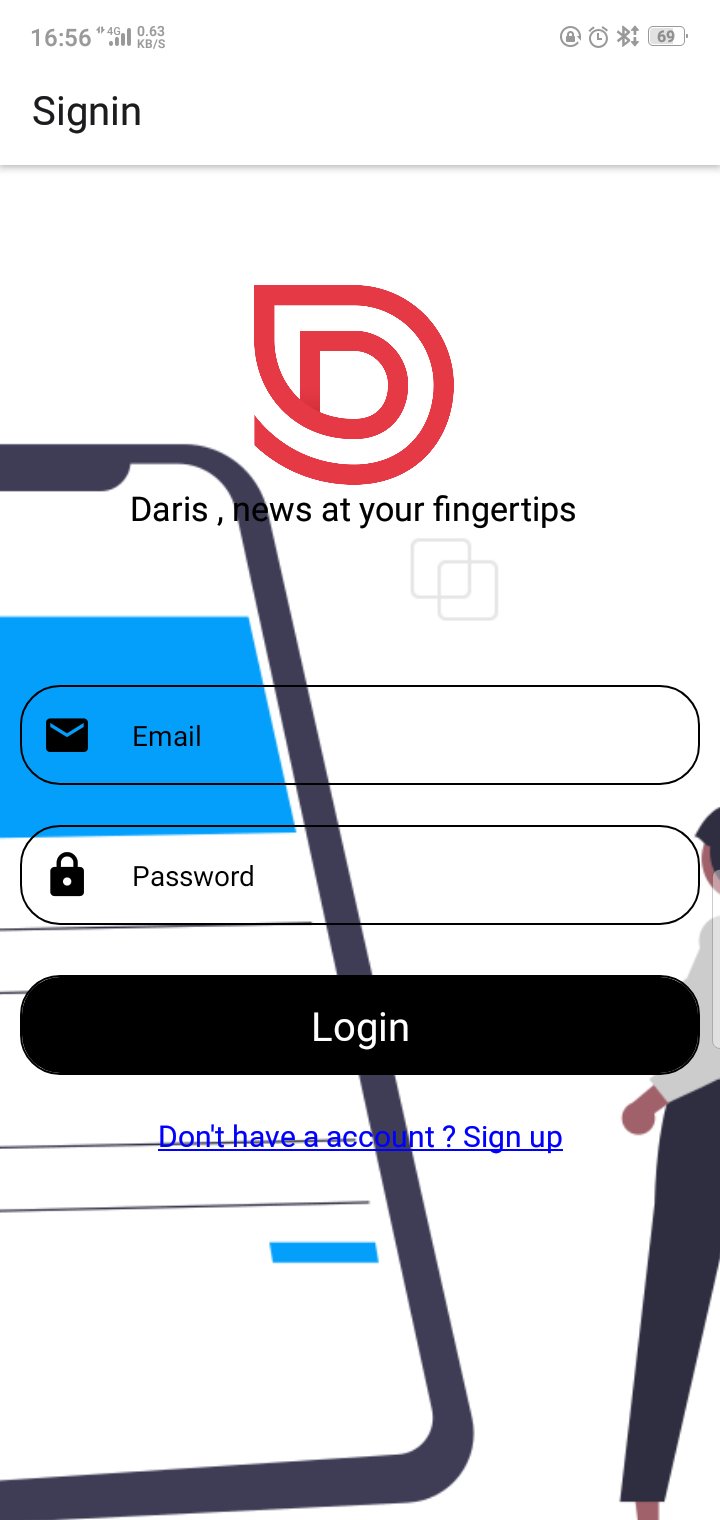 16:56 4G 0.63 KB/S 69
Signin
Daris , news at your fingertips
Email
Password
Login
Don't have a account ? Sign up